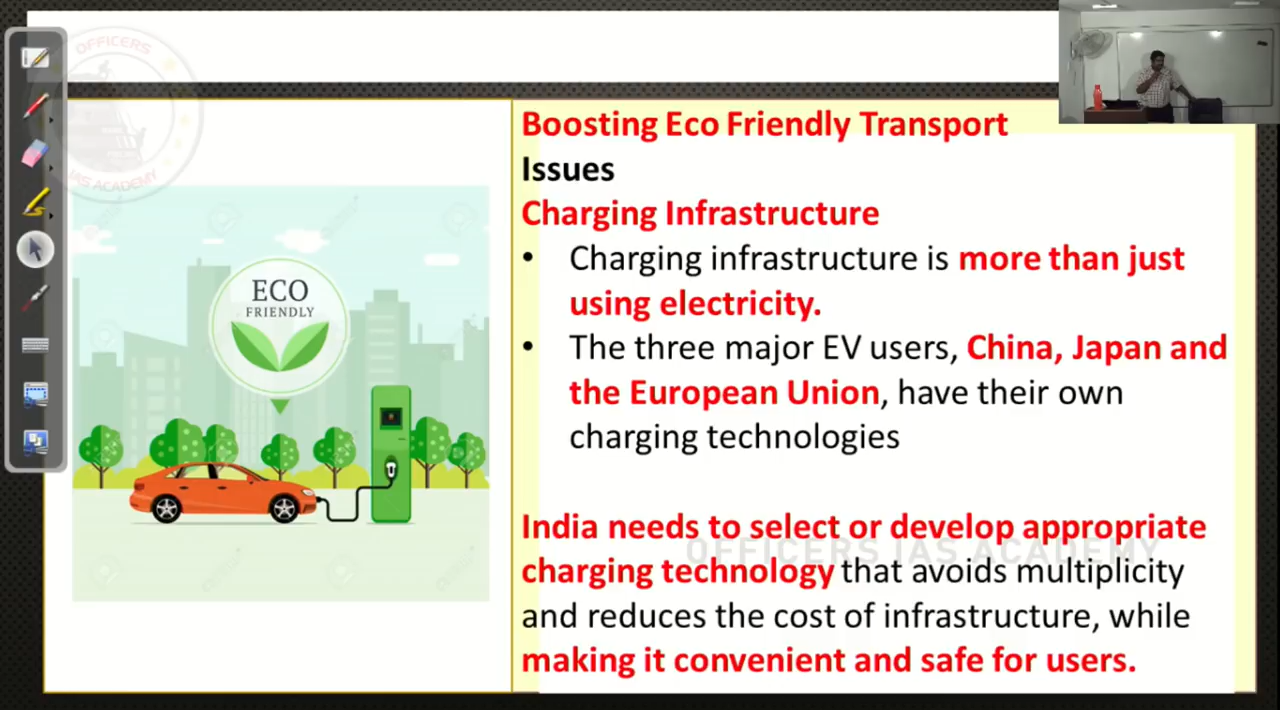 OFFICERS
IAS ACADEMY
ECO
FRIENDLY
Boosting Eco Friendly Transport
Issues
Charging Infrastructure
• Charging infrastructure is more than just
using electricity.
• The three major EV users, China, Japan and
the European Union, have their own
charging technologies
India needs to select or develop appropriate
OFFICERS IAS ACADEMY
charging technology that avoids multiplicity
and reduces the cost of infrastructure, while
making it convenient and safe for users.